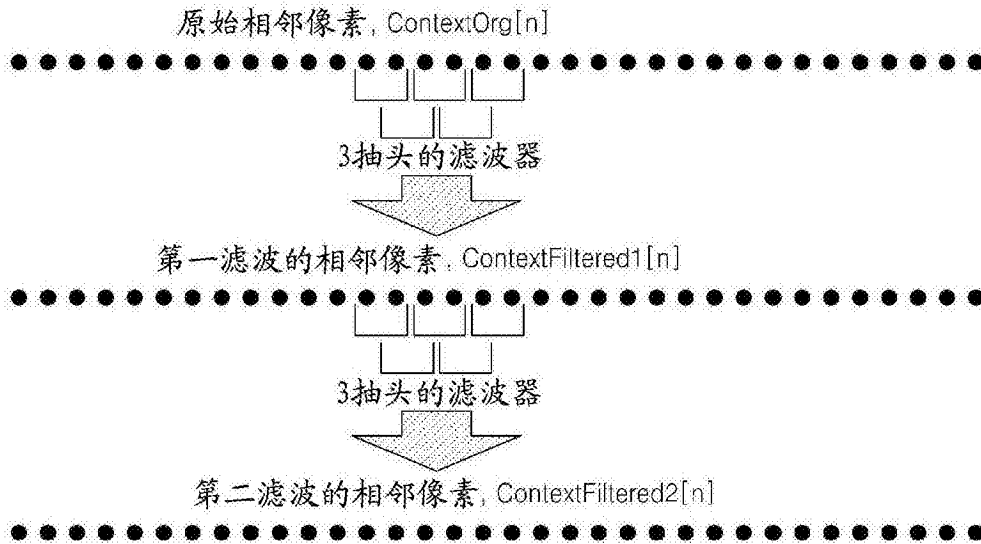 原始相邻像素, ContextOrg[n]
3抽头的滤波器
第一滤波的相邻像素, ContextFiltered1[n]
3抽头的滤波器
第二滤波的相邻像素, ContextFiltered2[n]